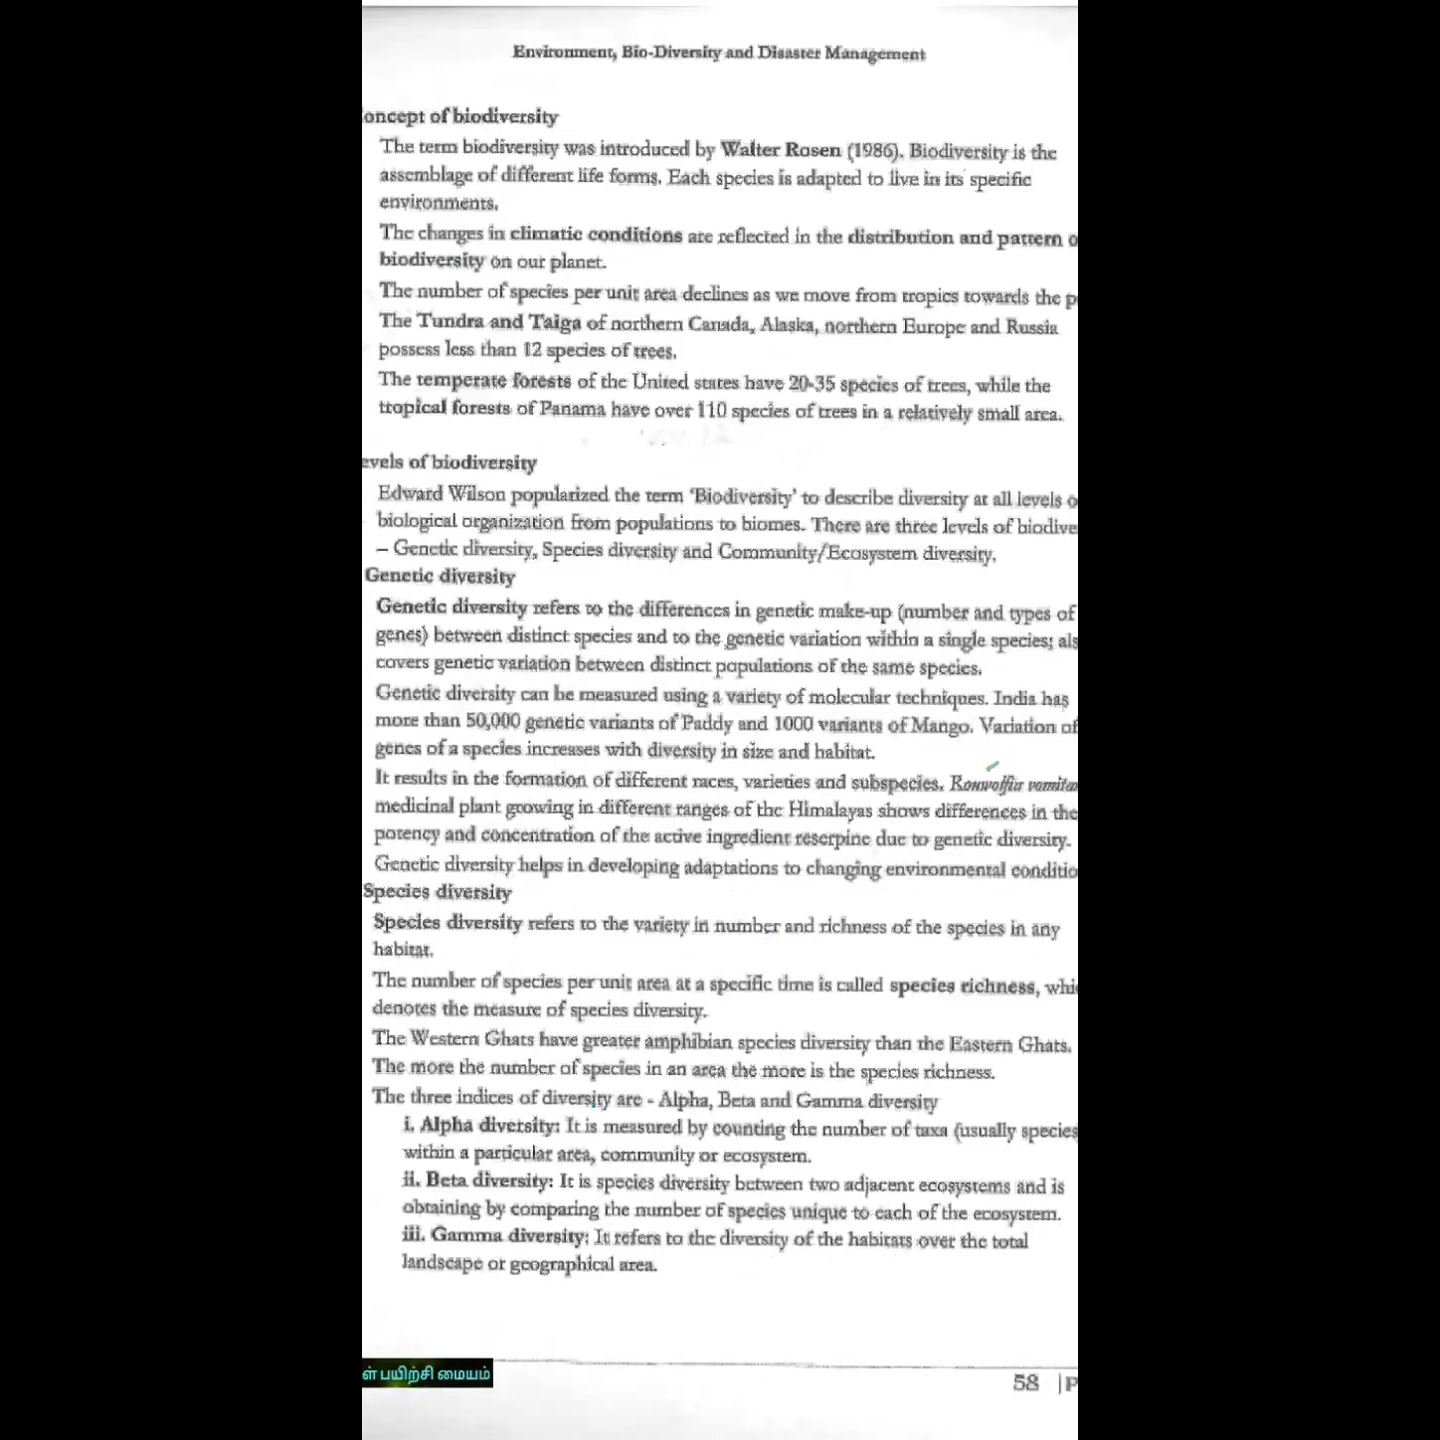 Environment, Bio-Diversity and Disaster Management
oncept of biodiversity
The term biodiversity was introduced by Walter Rosen (1986). Biodiversity is the
assemblage of different life forms. Each species is adapted to live in its specific
environments.
The changes in climatic conditions are reflected in the distribution and pattern o
biodiversity on our planet.
The number of species per unit area declines as we move from tropics towards the p
The Tundra and Taiga of northern Canada, Alaska, northern Europe and Russia
possess less than 12 species of trees.
The temperate forests of the United states have 20-35 species of trees, while the
tropical forests of Panama have over 110 species of trees in a relatively small area.
evels of biodiversity
Edward Wilson popularized the term ‘Biodiversity’ to describe diversity at all levels o
biological organization from populations to biomes. There are three levels of biodive
– Genetic diversity, Species diversity and Community/Ecosystem diversity.
Genetic diversity
Genetic diversity refers to the differences in genetic make-up (number and types of
genes) between distinct species and to the genetic variation within a single species; als
covers genetic variation between distinct populations of the same species.
Genetic diversity can be measured using a variety of molecular techniques. India has
more than 50,000 genetic variants of Paddy and 1000 variants of Mango. Variation of
genes of a species increases with diversity in size and habitat.
It results in the formation of different races, varieties and subspecies. Rouwolfia vomita
medicinal plant growing in different ranges of the Himalayas shows differences in the
potency and concentration of the active ingredient reserpine due to genetic diversity.
Genetic diversity helps in developing adaptations to changing environmental conditio
Species diversity
Species diversity refers to the variety in number and richness of the species in any
habitat.
The number of species per unit area at a specific time is called species richness, whic
denotes the measure of species diversity.
The Western Ghats have greater amphibian species diversity than the Eastern Ghats.
The more the number of species in an area the more is the species richness.
The three indices of diversity are - Alpha, Beta and Gamma diversity
i. Alpha diversity: It is measured by counting the number of taxa (usually species
within a particular area, community or ecosystem.
ii. Beta diversity: It is species diversity between two adjacent ecosystems and is
obtaining by comparing the number of species unique to each of the ecosystem.
iii. Gamma diversity: It refers to the diversity of the habitats over the total
landscape or geographical area.
ள் பயிற்சி மையம்
58 | P